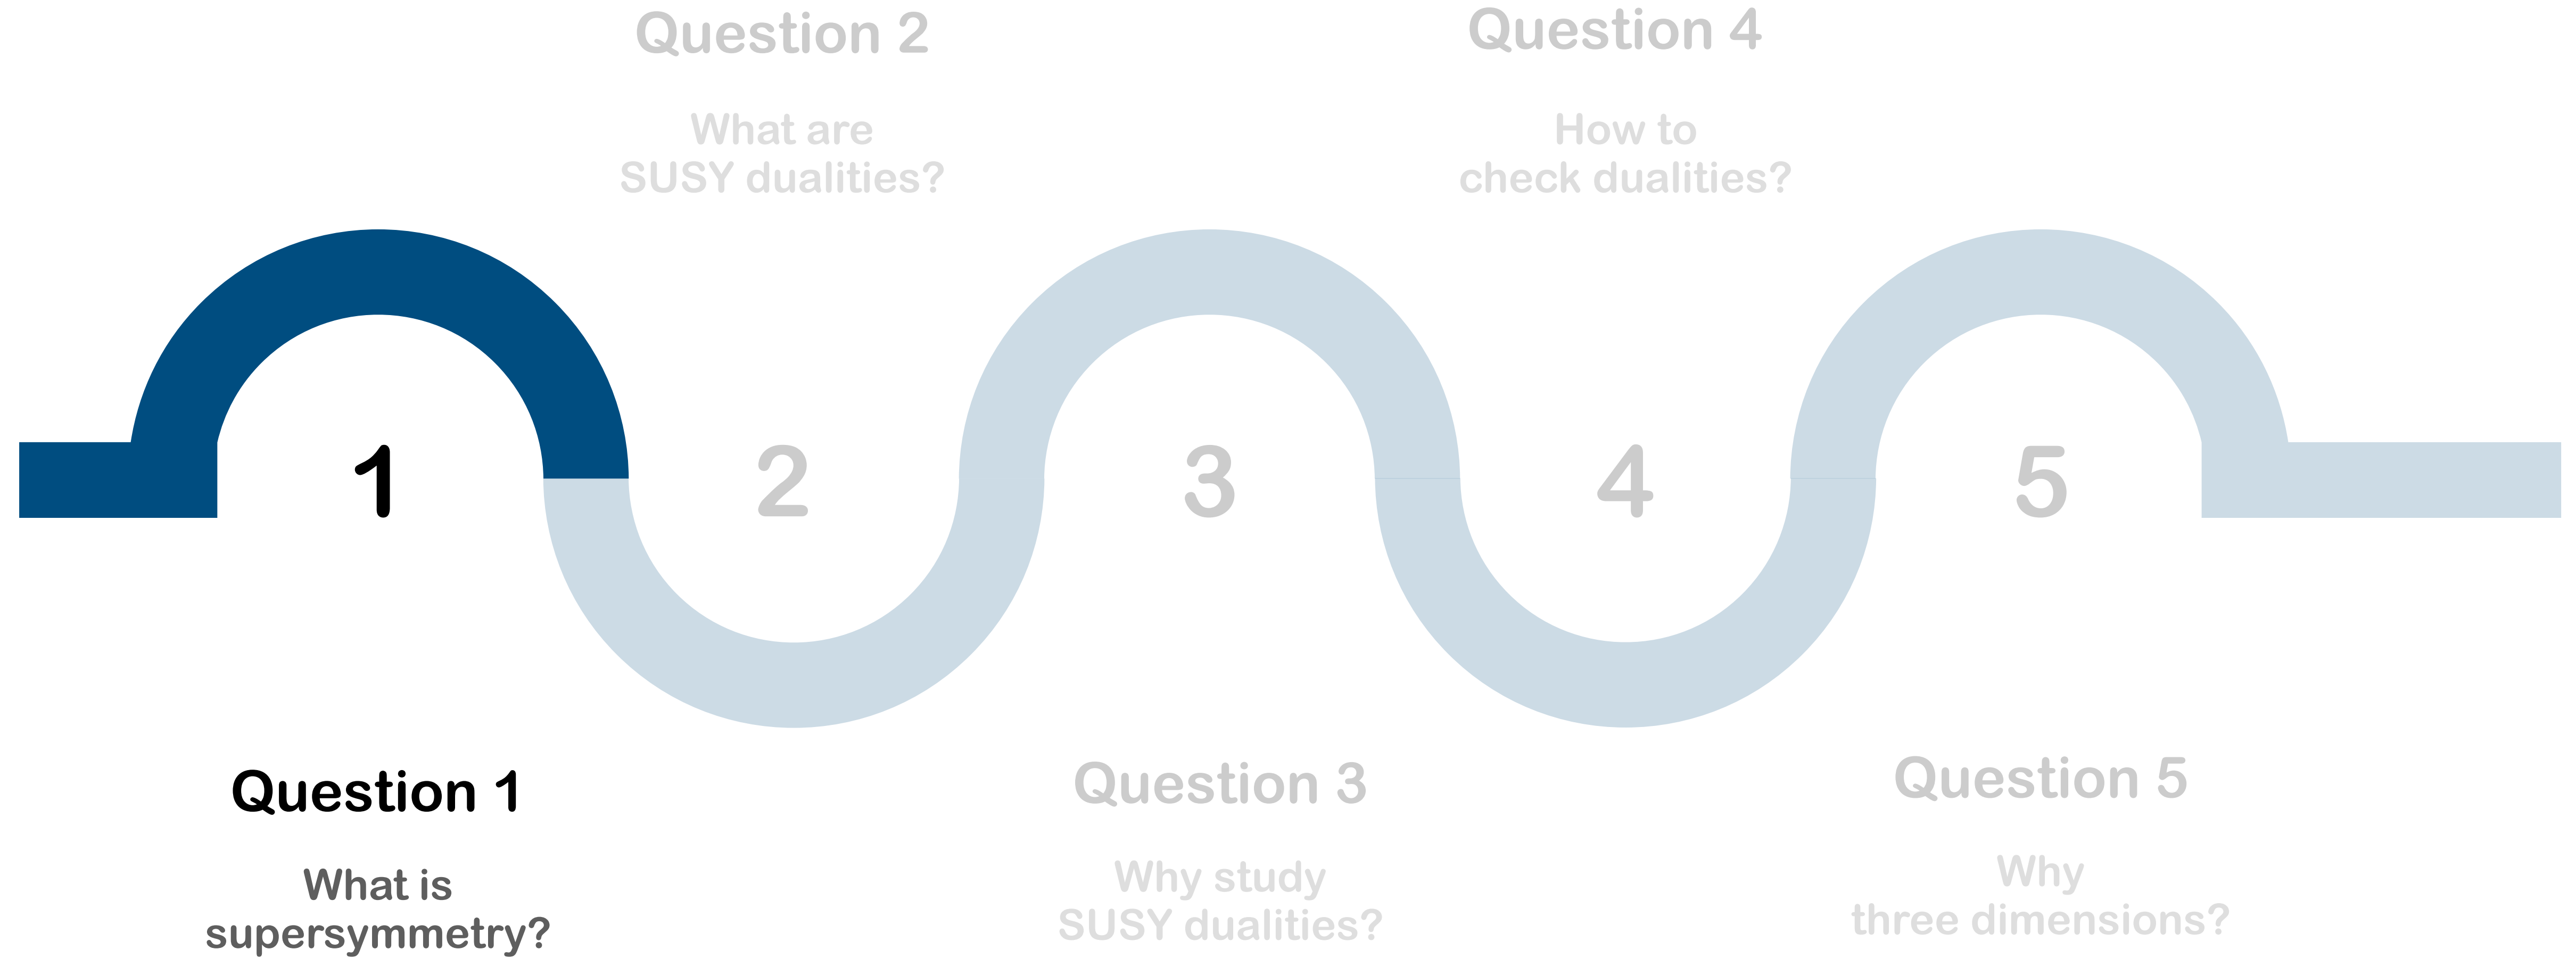 Question 2
What are
SUSY dualities?
Question 4
How to
check dualities?
1
2
3
4
5
Question 1
What is
supersymmetry?
Question 3
Why study
SUSY dualities?
Question 5
Why
three dimensions?